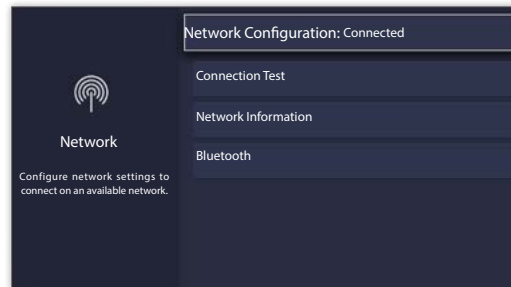 Network
Configure network settings to
connect on an available network.
Network Configuration: Connected
Connection Test
Network Information
Bluetooth